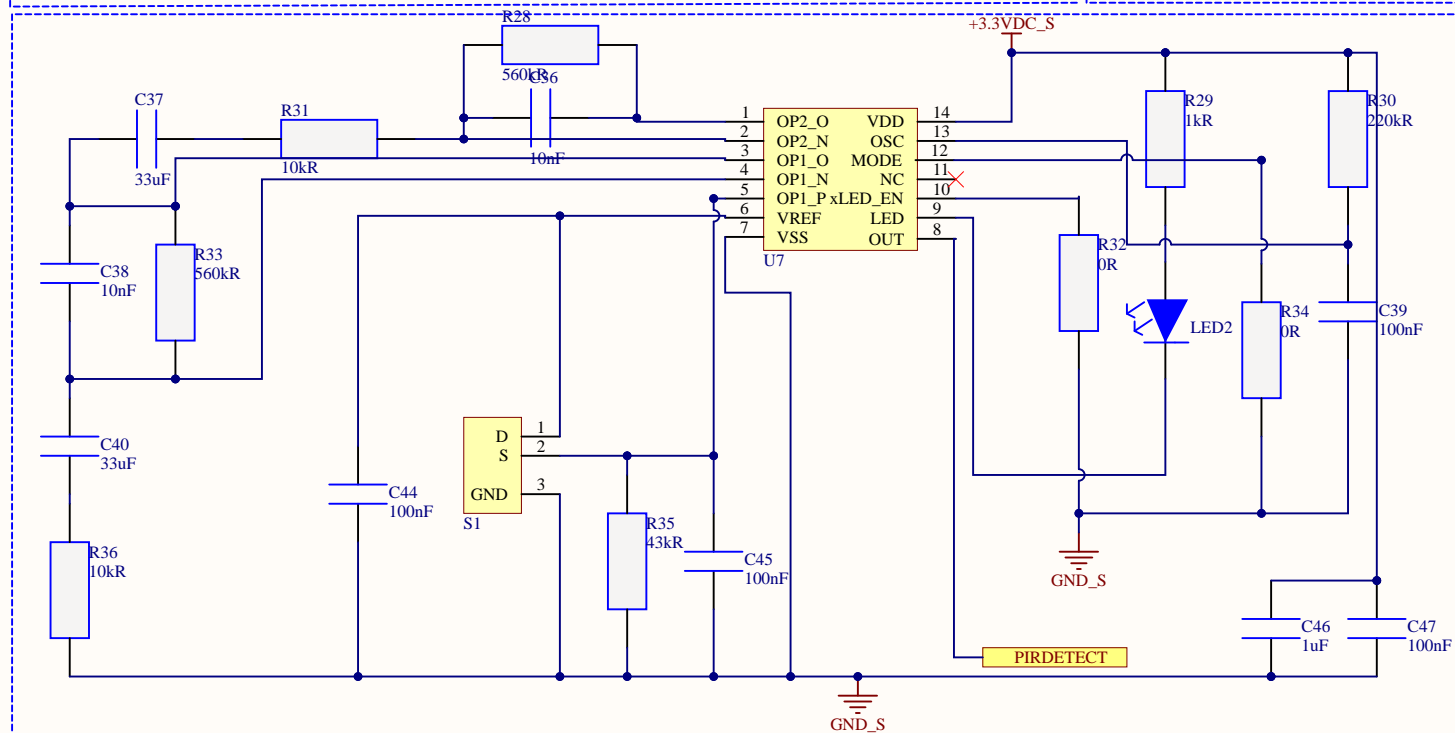 R28
+3.3VDC_S
560kR
C36
C37
R31
R29
1kR
R30
220kR
10nF
33uF
10kR
1 OP2_O VDD 14
2 OP2_N OSC 13
3 OP1_O MODE 12
4 OP1_N NC 11
5 OP1_P xLED_EN 10
6 VREF LED 9
7 VSS OUT 8
U7
R33
560kR
C38
10nF
R32
0R
LED2
R34
0R
C39
100nF
C40
33uF
D 1
S 2
GND 3
S1
C44
100nF
R35
43kR
C45
100nF
R36
10kR
GND_S
C46
1uF
C47
100nF
PIRDETECT
GND_S